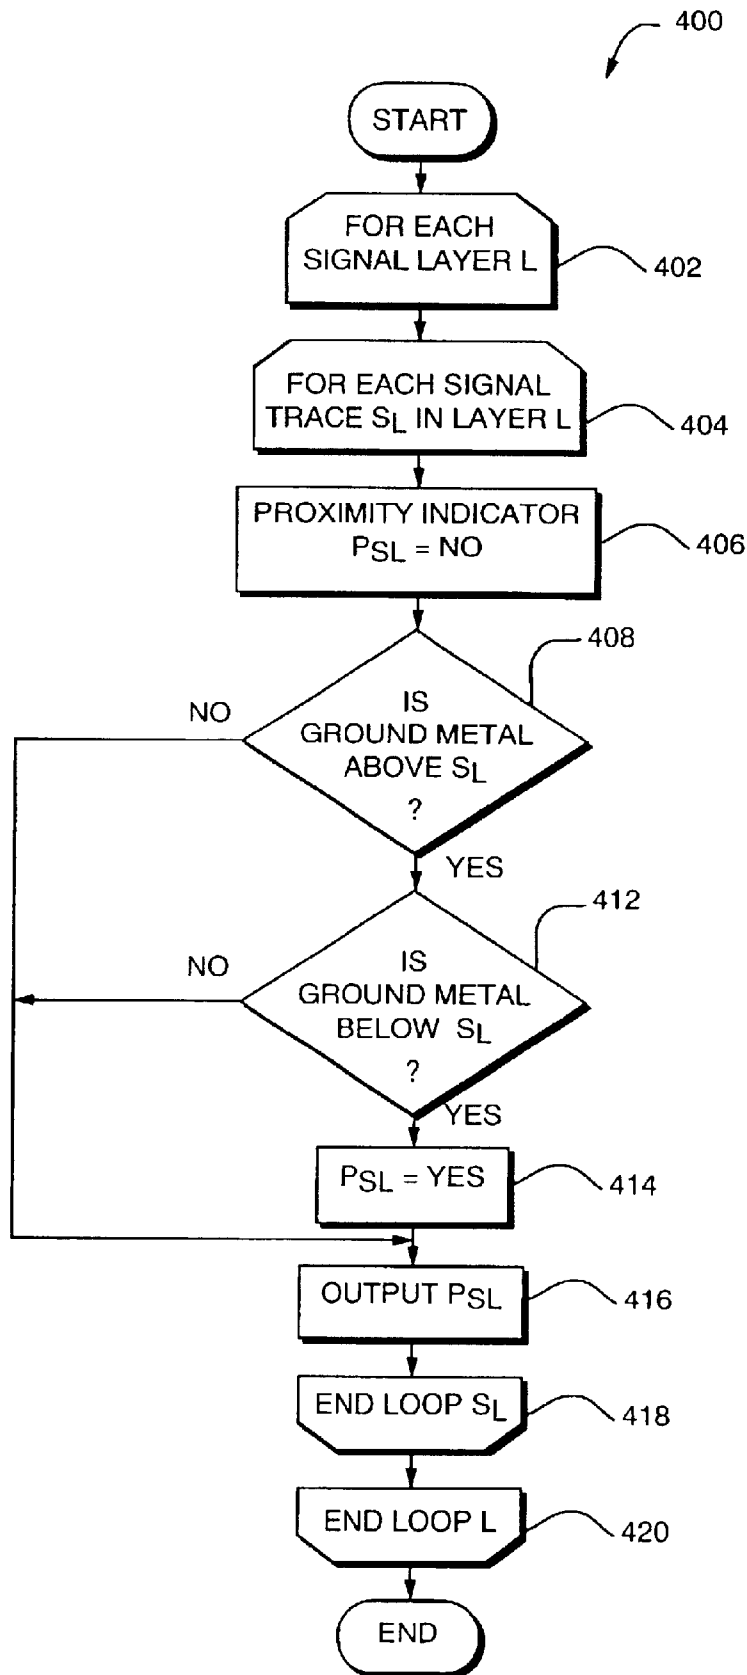 400
START
FOR EACH
SIGNAL LAYER L
402
FOR EACH SIGNAL
TRACE SL IN LAYER L
404
PROXIMITY INDICATOR
PSL = NO
406
408
NO
IS
GROUND METAL
ABOVE SL
?
YES
412
NO
IS
GROUND METAL
BELOW SL
?
YES
PSL = YES
414
OUTPUT PSL
416
END LOOP SL
418
END LOOP L
420
END